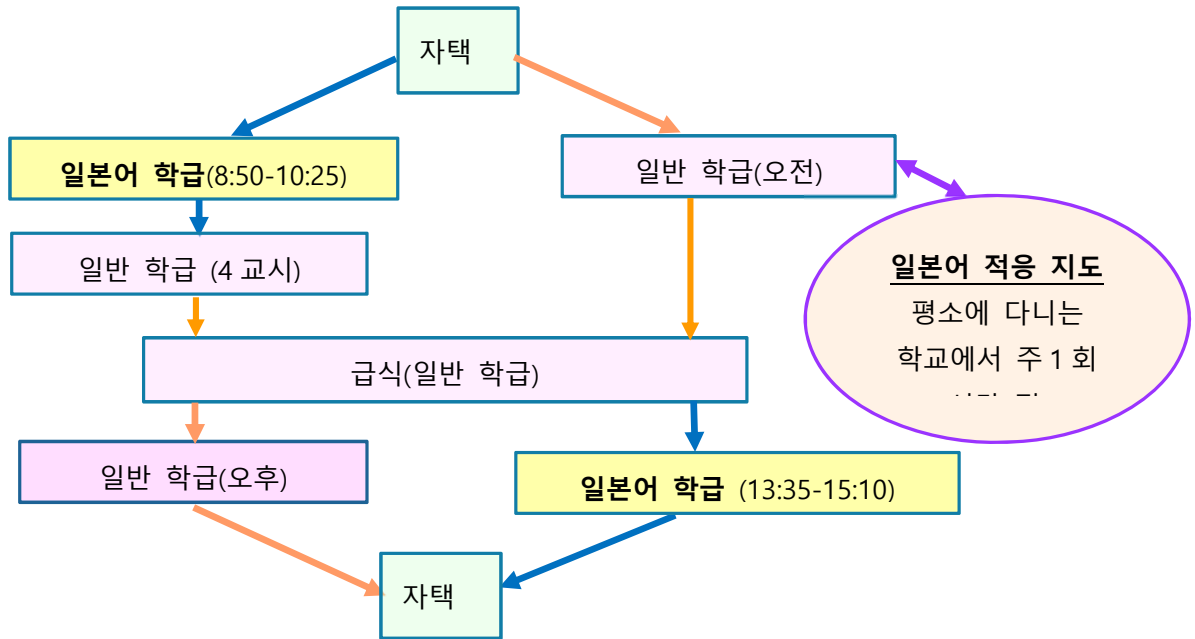 자택
일본어 학급(8:50-10:25)
일반 학급(오전)
일반 학급 (4 교시)
일본어 적응 지도
평소에 다니는
학교에서 주 1 회
급식(일반 학급)
일반 학급(오후)
일본어 학급 (13:35-15:10)
자택